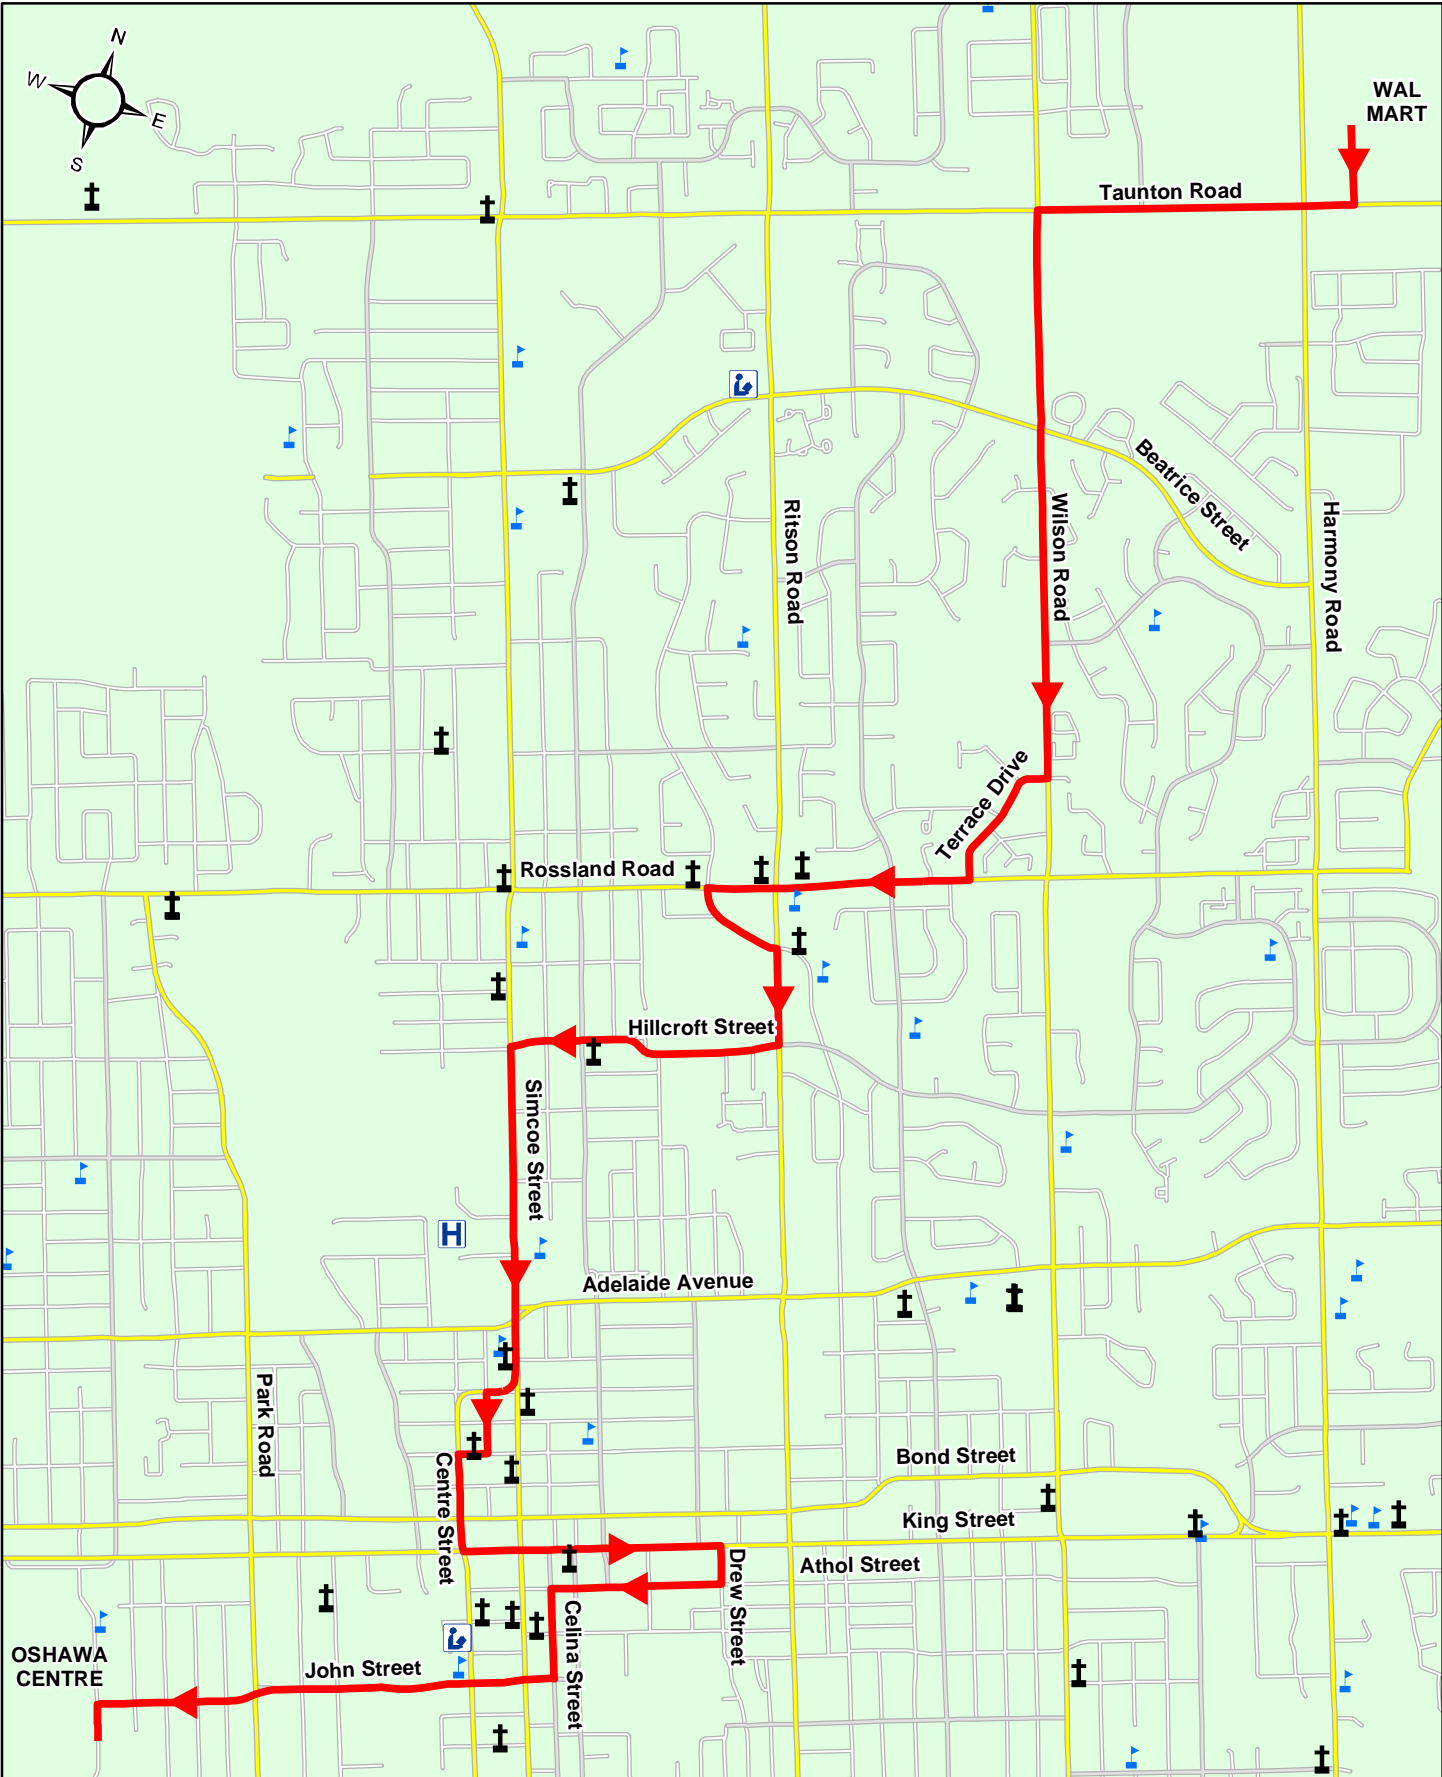 N
W
E
S
WAL
MART
Taunton Road
Beatrice Street
Ritson Road
Wilson Road
Harmony Road
Terrace Drive
Rossland Road
Hillcroft Street
Simcoe Street
H
Adelaide Avenue
Park Road
Bond Street
Centre Street
King Street
Drew Street
Athol Street
Celina Street
OSHAWA
CENTRE
John Street